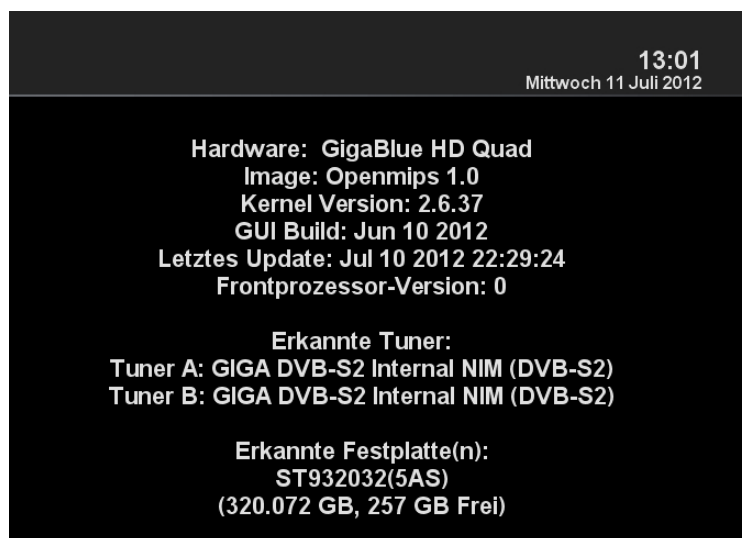 13:01
Mittwoch 11 Juli 2012
Hardware: GigaBlue HD Quad
Image: Openmips 1.0
Kernel Version: 2.6.37
GUI Build: Jun 10 2012
Letztes Update: Jul 10 2012 22:29:24
Frontprozessor-Version: 0
Erkannte Tuner:
Tuner A: GIGA DVB-S2 Internal NIM (DVB-S2)
Tuner B: GIGA DVB-S2 Internal NIM (DVB-S2)
Erkannte Festplatte(n):
ST932032(5AS)
(320.072 GB, 257 GB Frei)